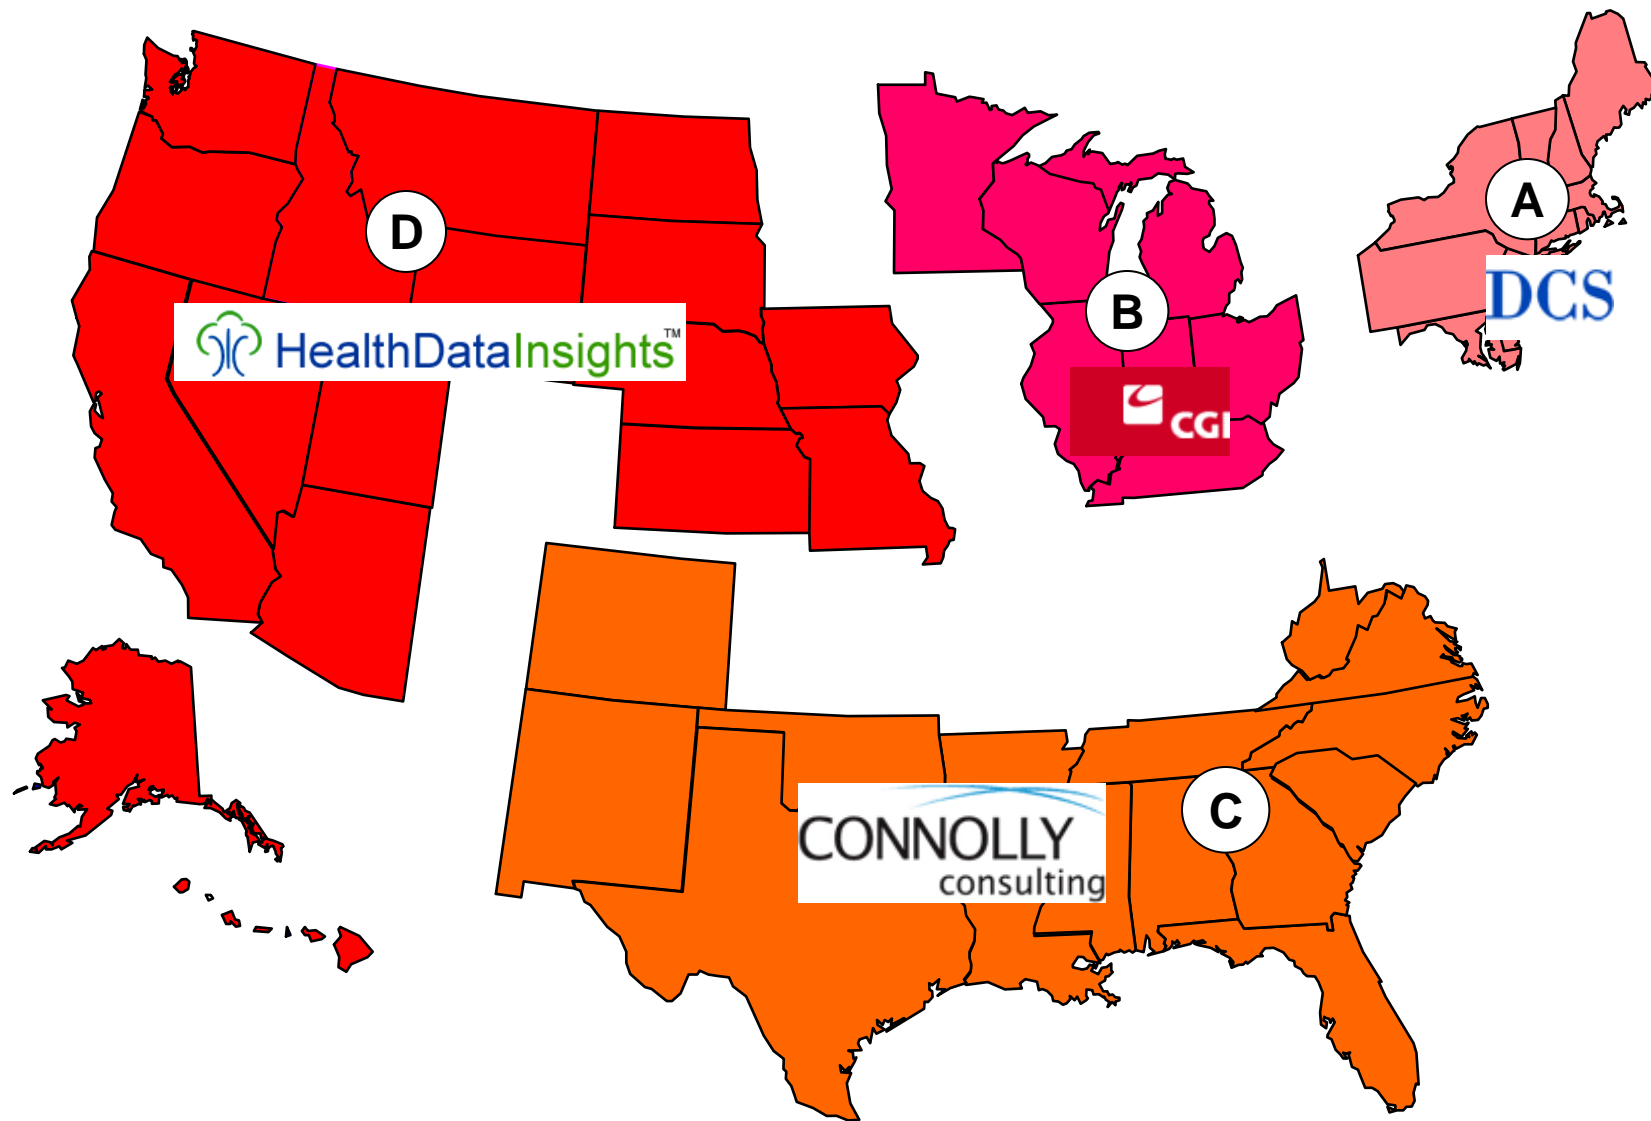 A
D
DCS
B
HealthDataInsights™
CGI
C
CONNOLLY
consulting